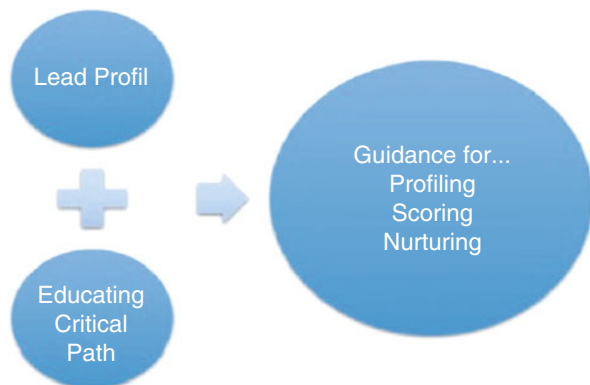 Lead Profil
Educating
Critical
Path
Guidance for...
Profiling
Scoring
Nurturing